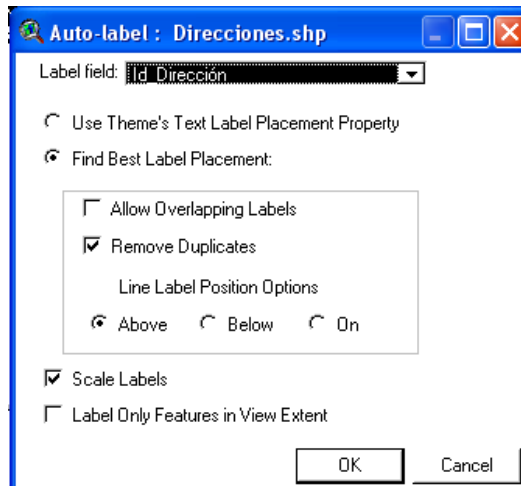 Auto-label : Direcciones.shp
Label field: Id_Dirección
Use Theme's Text Label Placement Property
Find Best Label Placement:
Allow Overlapping Labels
Remove Duplicates
Line Label Position Options
Above Below On
Scale Labels
Label Only Features in View Extent
OK Cancel